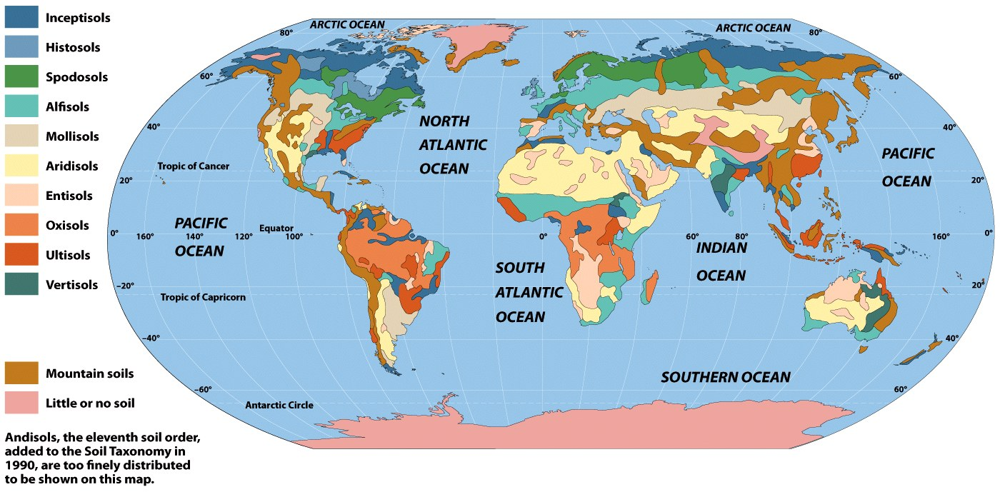 Inceptisols
Histosols
Spodosols
Alfisols
Mollisols
Aridisols
Entisols
Oxisols
Ultisols
Vertisols
Mountain soils
Little or no soil
Andisols, the eleventh soil order,
added to the Soil Taxonomy in
1990, are too finely distributed
to be shown on this map.
ARCTIC OCEAN
ARCTIC OCEAN
80°
80°
60°
60°
NORTH
ATLANTIC
OCEAN
40°
40°
PACIFIC
OCEAN
Tropic of Cancer
20°
20°
PACIFIC
OCEAN
Equator
0°
160°
140°
120°
100°
0°
60°
80°
160°
0°
INDIAN
OCEAN
SOUTH
ATLANTIC
OCEAN
–20°
20°
Tropic of Capricorn
–40°
40°
SOUTHERN OCEAN
–60°
60°
Antarctic Circle